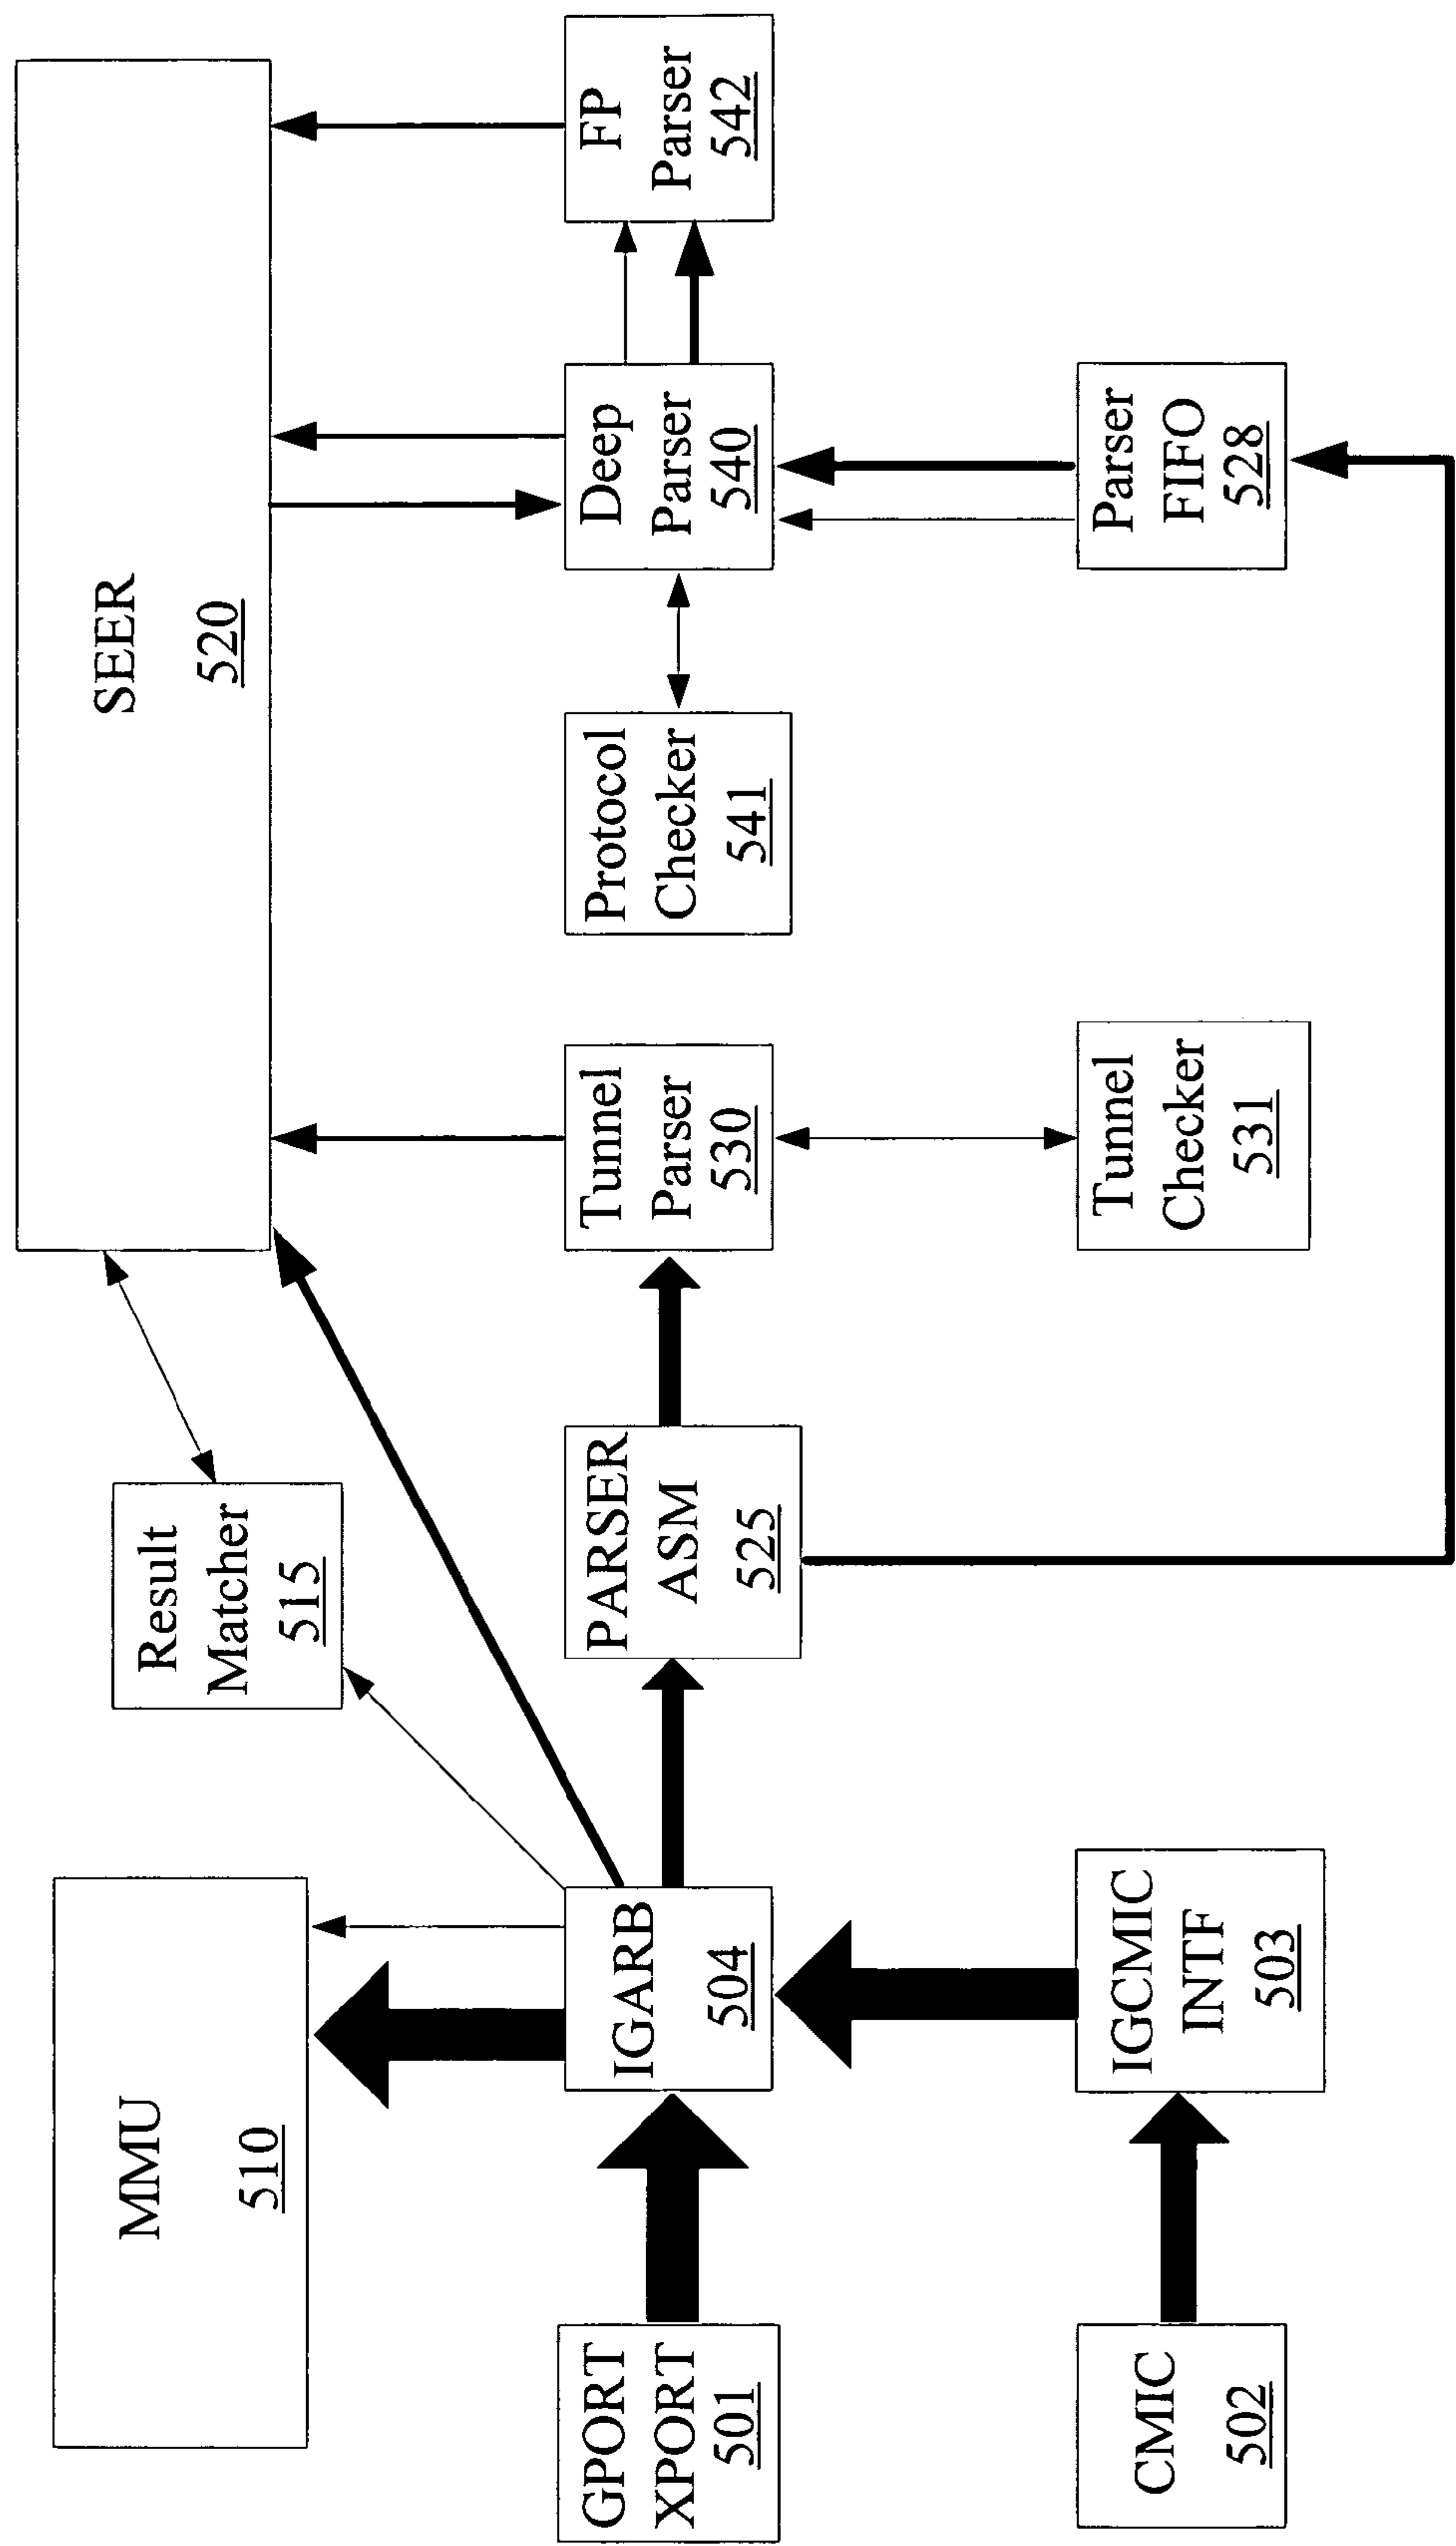 MMU
510
Result
Matcher
515
SEER
520
GPORT
XPORT
501
IGARB
504
PARSER
ASM
525
Tunnel
Parser
530
Protocol
Checker
541
Deep
Parser
540
FP
Parser
542
CMIC
502
IGCMIC
INTF
503
Tunnel
Checker
531
Parser
FIFO
528